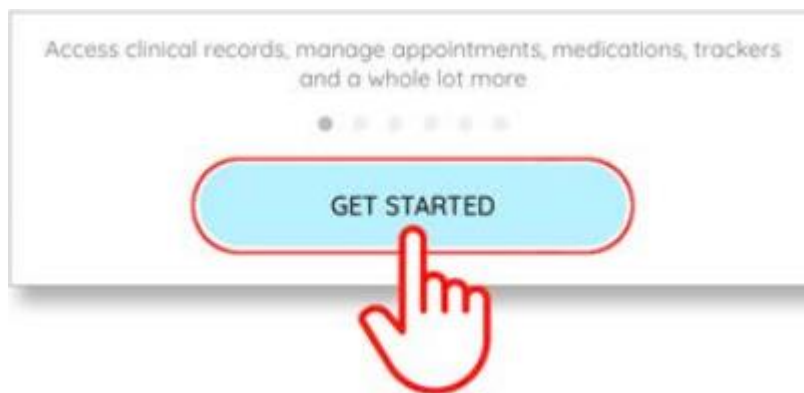 Access clinical records, manage appointments, medications, trackers
and a whole lot more
GET STARTED